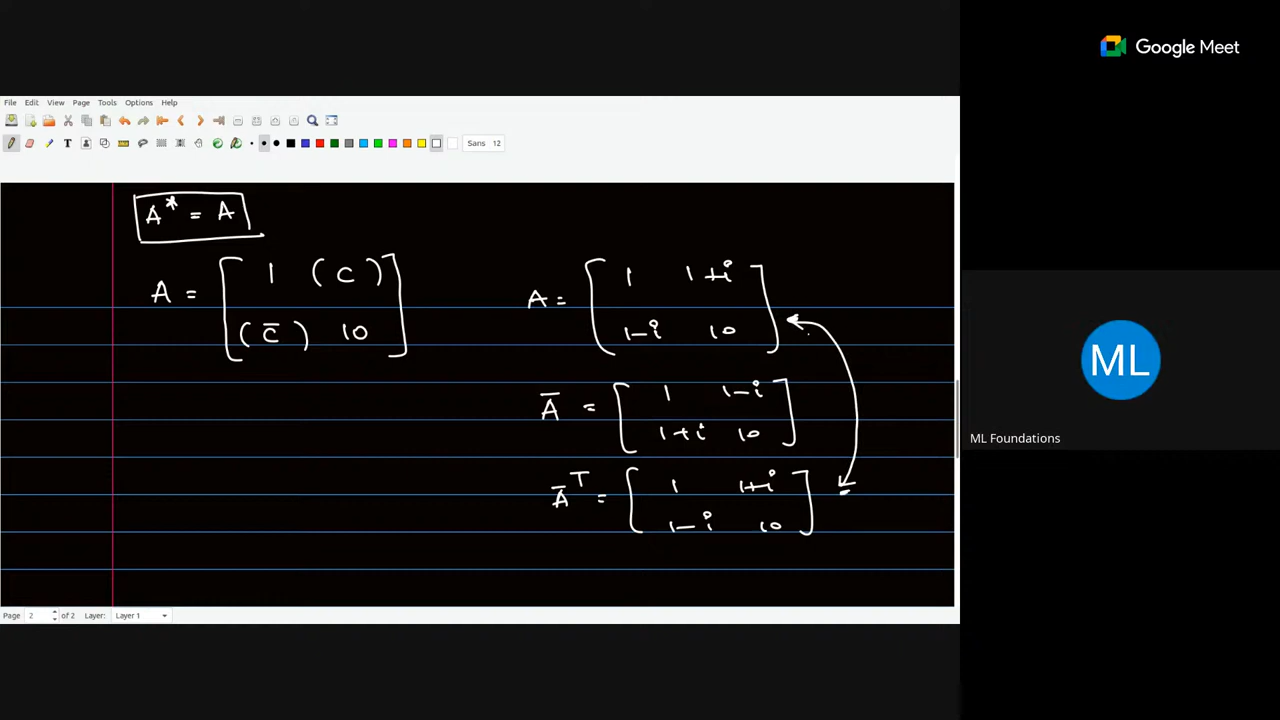 Google Meet
File Edit View Page Tools Options Help
Sans 12
A* = A
A = [ 1 (c)
(c̄) 10 ]
A = [ 1 1+i
1-i 10 ]
Ā = [ 1 1-i
1+i 10 ]
Ā^T = [ 1 1+i
1-i 10 ]
ML
ML Foundations
Page 2 of 2 Layer: Layer 1